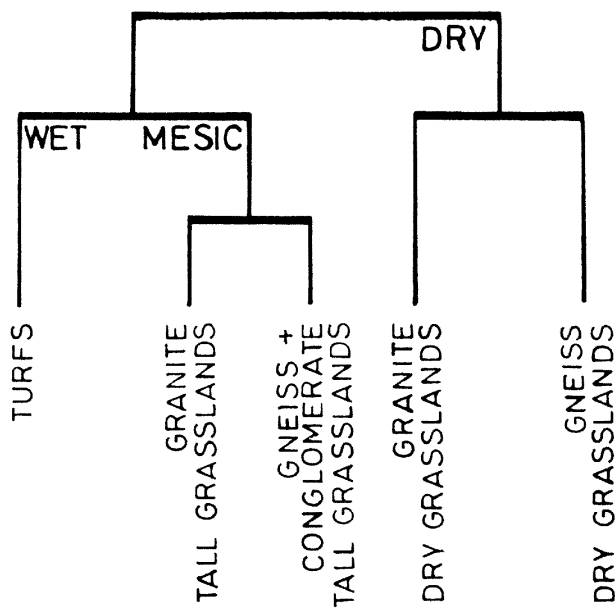 DRY
WET
MESIC
TURFS
GRANITE
TALL GRASSLANDS
GNEISS +
CONGLOMERATE
TALL GRASSLANDS
GRANITE
DRY GRASSLANDS
GNEISS
DRY GRASSLANDS